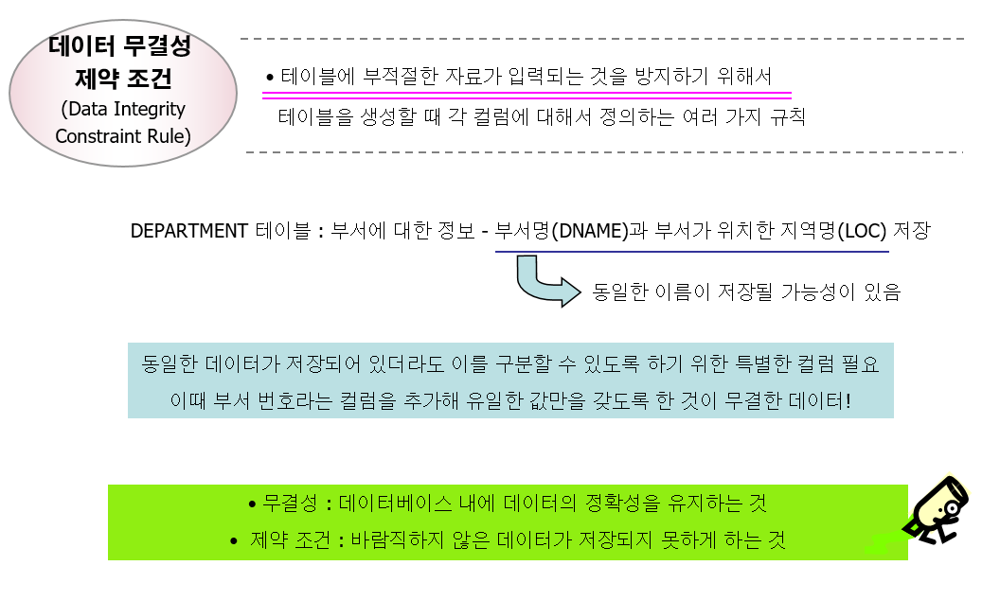 데이터 무결성
제약 조건
(Data Integrity
Constraint Rule)
• 테이블에 부적절한 자료가 입력되는 것을 방지하기 위해서
테이블을 생성할 때 각 컬럼에 대해서 정의하는 여러 가지 규칙
DEPARTMENT 테이블 : 부서에 대한 정보 - 부서명(DNAME)과 부서가 위치한 지역명(LOC) 저장
동일한 이름이 저장될 가능성이 있음
동일한 데이터가 저장되어 있더라도 이를 구분할 수 있도록 하기 위한 특별한 컬럼 필요
이때 부서 번호라는 컬럼을 추가해 유일한 값만을 갖도록 한 것이 무결한 데이터!
• 무결성 : 데이터베이스 내에 데이터의 정확성을 유지하는 것
• 제약 조건 : 바람직하지 않은 데이터가 저장되지 못하게 하는 것